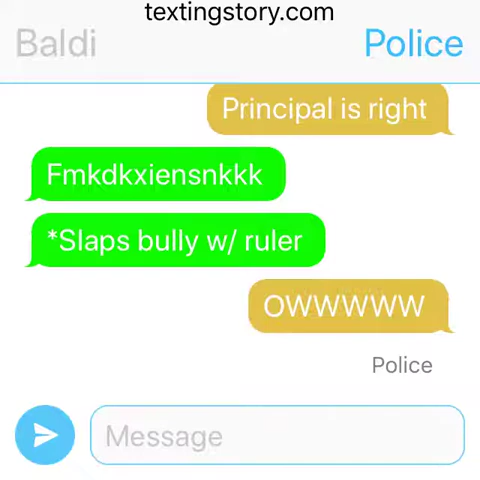 textingstory.com
Baldi Police
Principal is right
Fmkdkxiensnkkk
*Slaps bully w/ ruler
OWWWWW
Police
Message